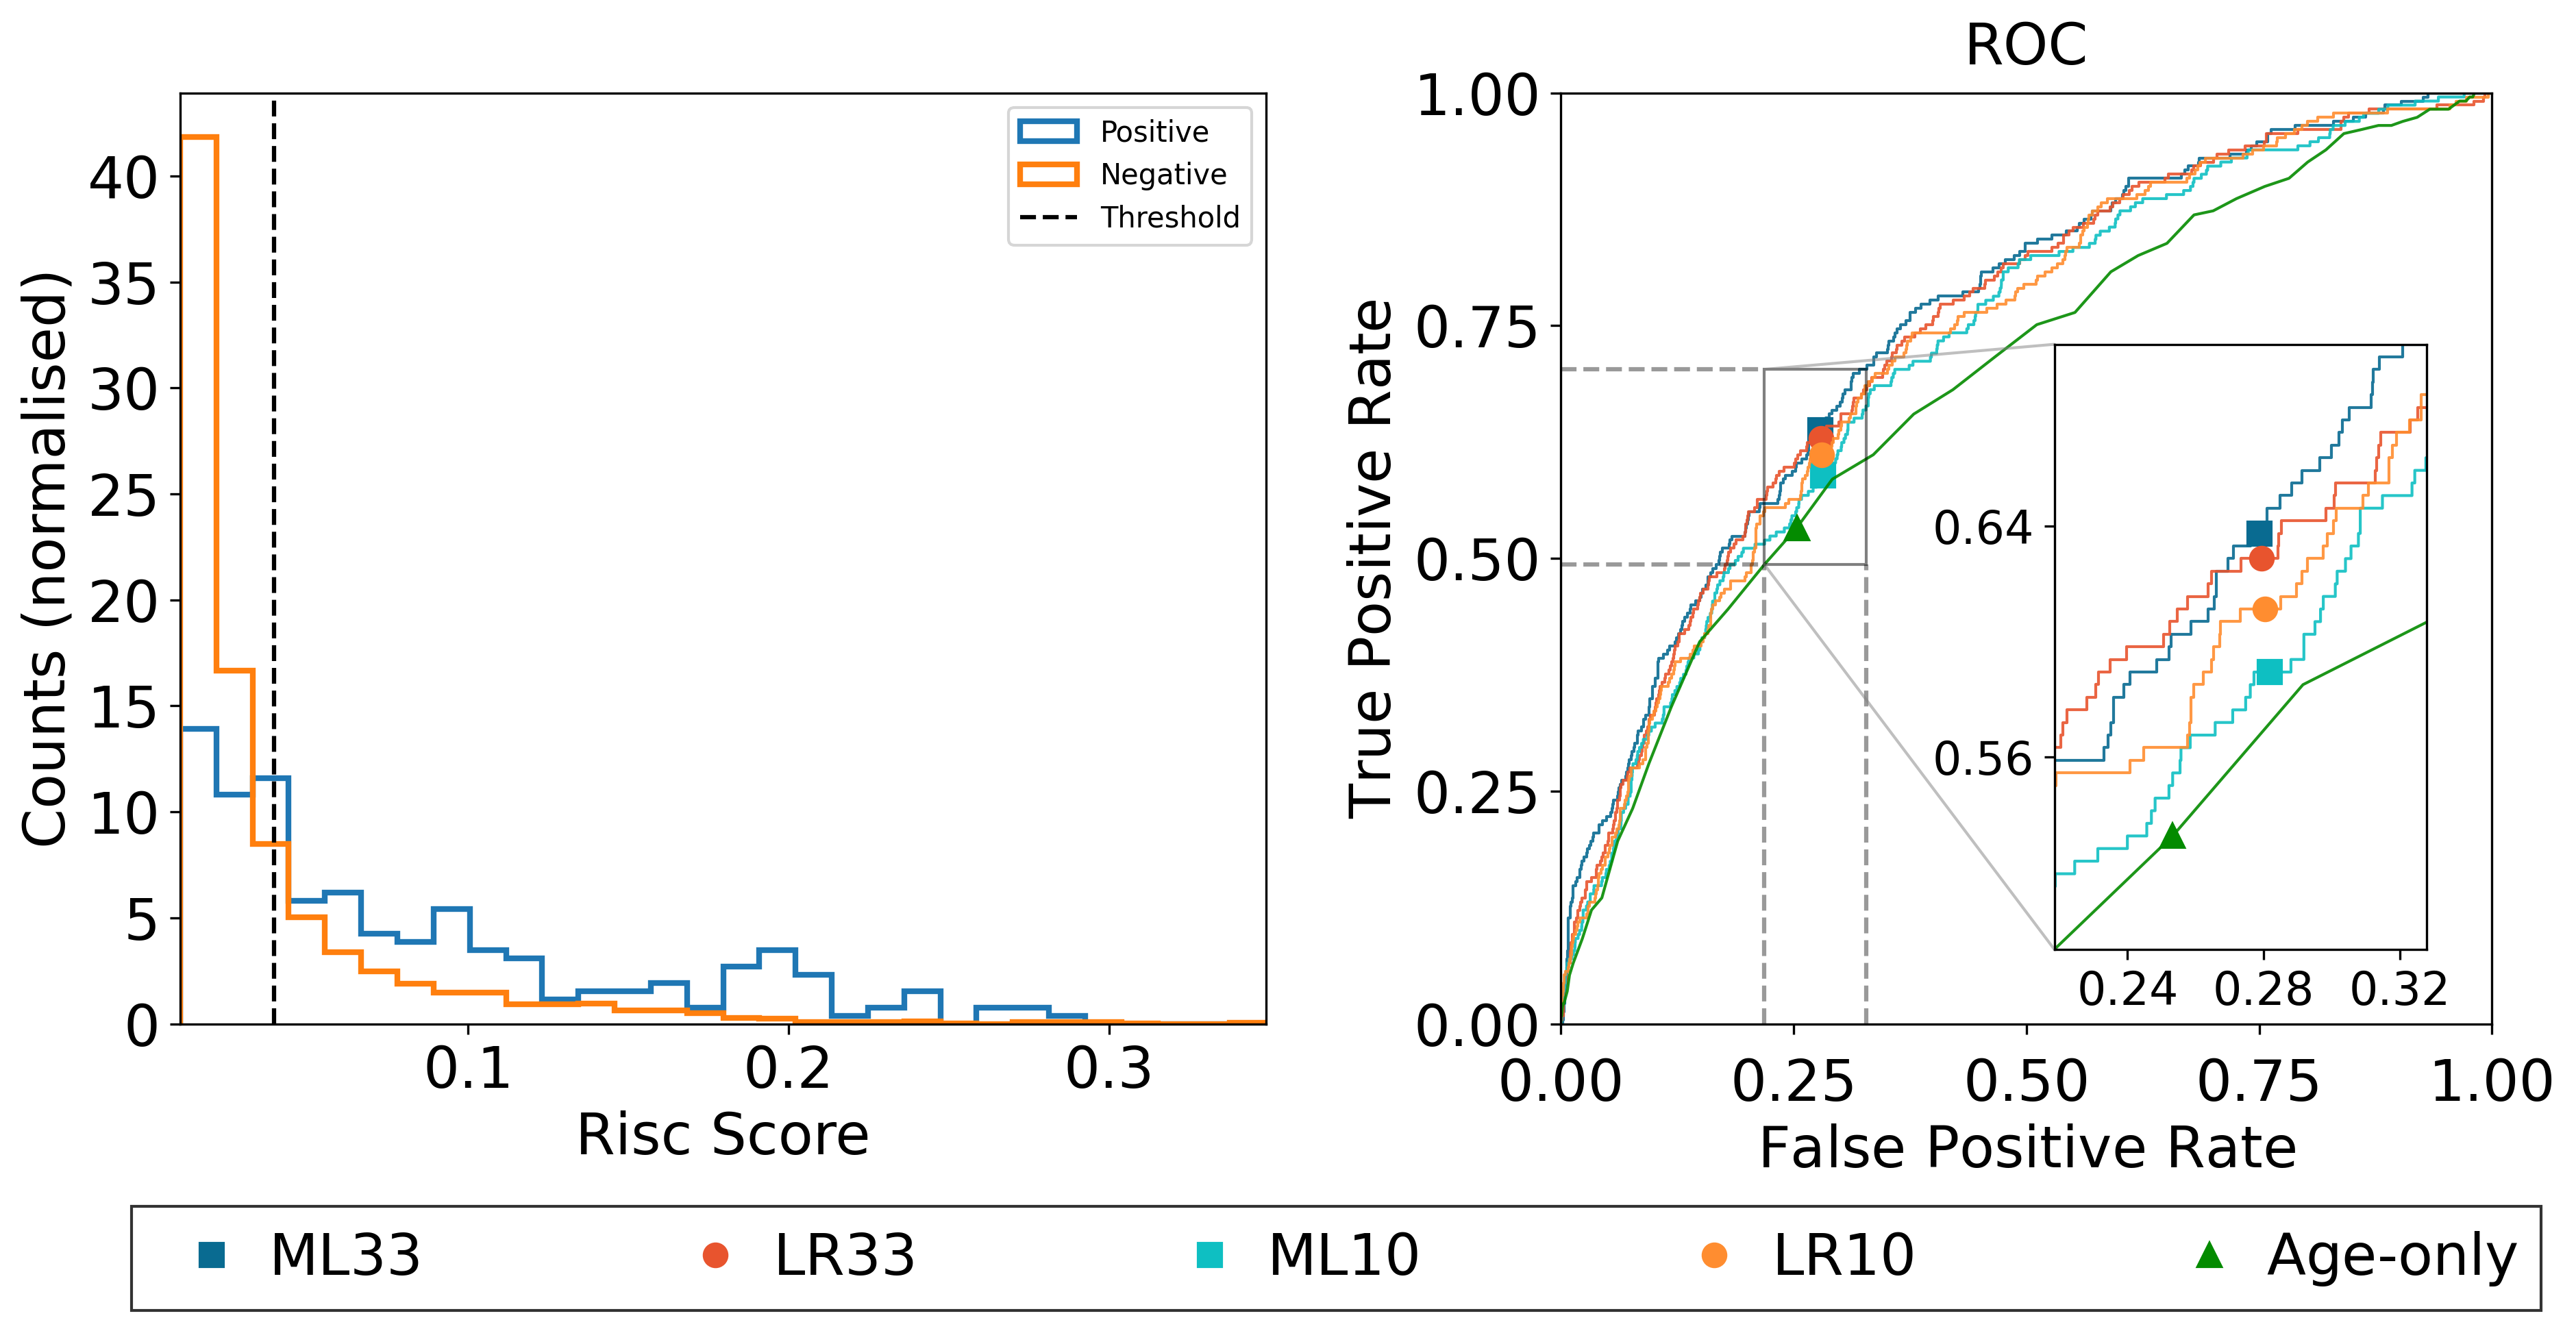 Counts (normalised)
40
35
30
25
20
15
10
5
0
0.1
0.2
0.3
Risc Score
Positive
Negative
Threshold
ROC
True Positive Rate
1.00
0.75
0.50
0.25
0.00
0.00
0.25
0.50
0.75
1.00
False Positive Rate
0.64
0.56
0.24
0.28
0.32
ML33
LR33
ML10
LR10
Age-only